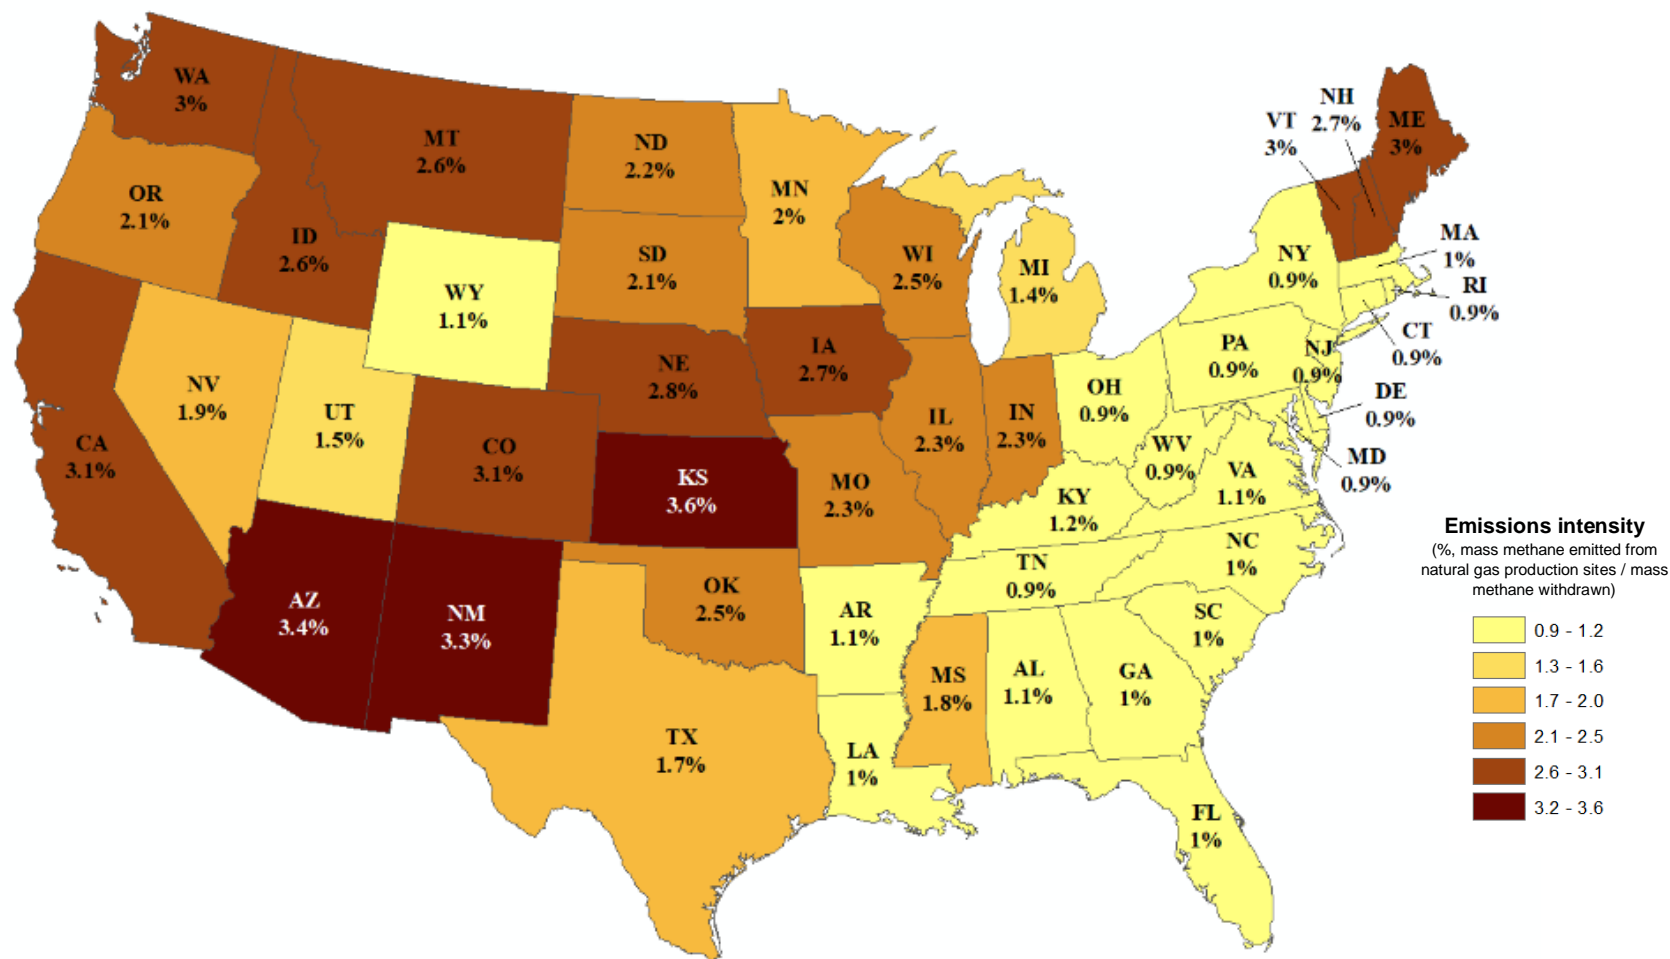 WA
3%
MT
2.6%
ND
2.2%
MN
2%
OR
2.1%
ID
2.6%
SD
2.1%
WI
2.5%
MI
1.4%
WY
1.1%
NH
2.7%
VT
3%
ME
3%
NY
0.9%
MA
1%
RI
0.9%
CT
0.9%
PA
0.9%
NJ
0.9%
DE
0.9%
MD
0.9%
NV
1.9%
UT
1.5%
NE
2.8%
IA
2.7%
IL
2.3%
IN
2.3%
OH
0.9%
WV
0.9%
VA
1.1%
CA
3.1%
CO
3.1%
KS
3.6%
MO
2.3%
KY
1.2%
NC
1%
TN
0.9%
SC
1%
AZ
3.4%
NM
3.3%
OK
2.5%
AR
1.1%
MS
1.8%
AL
1.1%
GA
1%
TX
1.7%
LA
1%
FL
1%
Emissions intensity
(%, mass methane emitted from
natural gas production sites / mass
methane withdrawn)
0.9 - 1.2
1.3 - 1.6
1.7 - 2.0
2.1 - 2.5
2.6 - 3.1
3.2 - 3.6